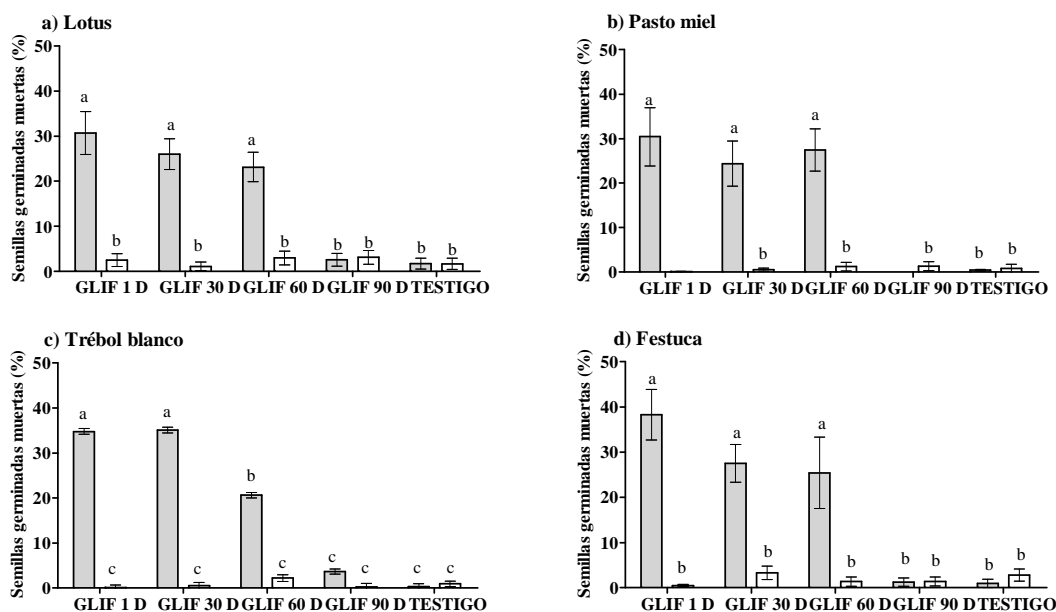 a) Lotus
Semillas germinadas muertas (%)
50
40
30
20
10
0
a
b
a
b
a
b
b
b
b
b
GLIF 1 D GLIF 30 D GLIF 60 D GLIF 90 D TESTIGO
b) Pasto miel
Semillas germinadas muertas (%)
50
40
30
20
10
0
a
a
b
a
b
b
b
b
GLIF 1 D GLIF 30 D GLIF 60 D GLIF 90 D TESTIGO
c) Trébol blanco
Semillas germinadas muertas (%)
50
40
30
20
10
0
a
c
a
c
b
c
c
c
c
c
GLIF 1 D GLIF 30 D GLIF 60 D GLIF 90 D TESTIGO
d) Festuca
Semillas germinadas muertas (%)
50
40
30
20
10
0
a
b
a
b
a
b
b
b
b
b
GLIF 1 D GLIF 30 D GLIF 60 D GLIF 90 D TESTIGO